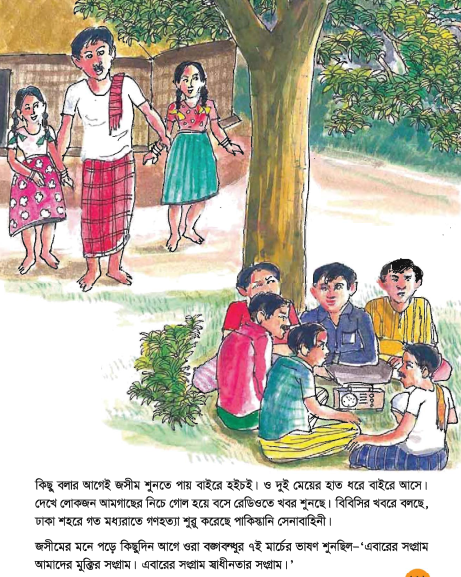 কিছু বলার আগেই জসীম শুনতে পায় বাইরে হইচই। ও দুই মেয়ের হাত ধরে বাইরে আসে।
দেখে লোকজন আমগাছের নিচে গোল হয়ে বসে রেডিওতে খবর শুনছে। বিবিসির খবরে বলছে,
ঢাকা শহরে গত মধ্যরাতে গণহত্যা শুরু করেছে পাকিস্তানি সেনাবাহিনী।
জসীমের মনে পড়ে কিছুদিন আগে ওরা বঙ্গবন্ধুর ৭ই মার্চের ভাষণ শুনছিল–‘এবারের সংগ্রাম
আমাদের মুক্তির সংগ্রাম। এবারের সংগ্রাম স্বাধীনতার সংগ্রাম।’